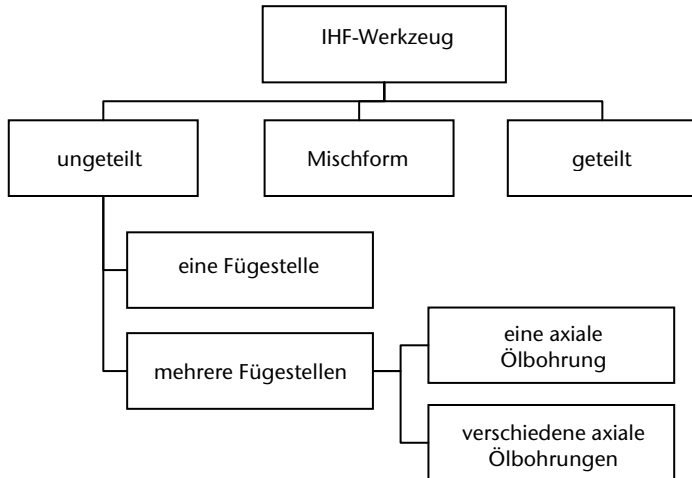 IHF-Werkzeug
ungeteilt
Mischform
geteilt
eine Fügestelle
mehrere Fügestellen
eine axiale
Ölbohrung
verschiedene axiale
Ölbohrungen